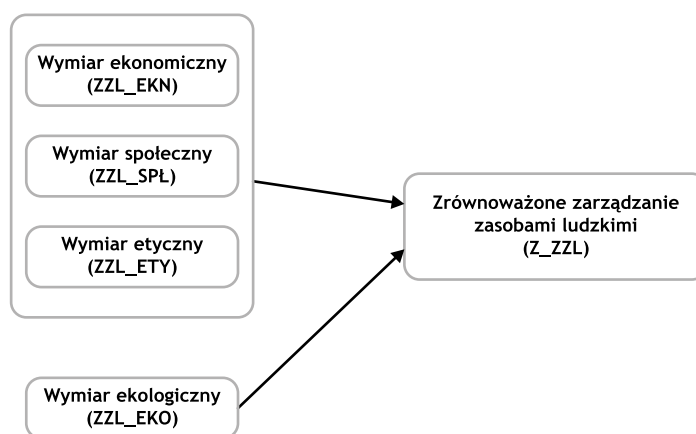 Wymiar ekonomiczny
(ZZL_EKN)
Wymiar społeczny
(ZZL_SPŁ)
Wymiar etyczny
(ZZL_ETY)
Zrównoważone zarządzanie
zasobami ludzkimi
(Z_ZZL)
Wymiar ekologiczny
(ZZL_EKO)